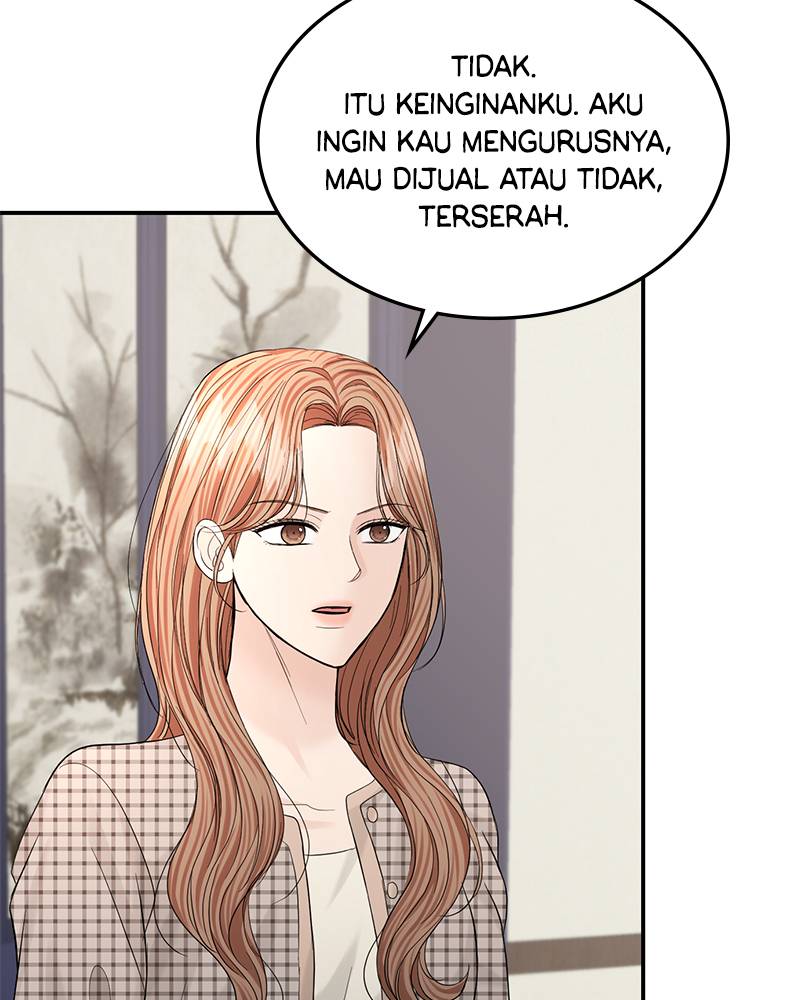 TIDAK.
ITU KEINGINANKU. AKU
INGIN KAU MENGURUSNYA,
MAU DIJUAL ATAU TIDAK,
TERSERAH.